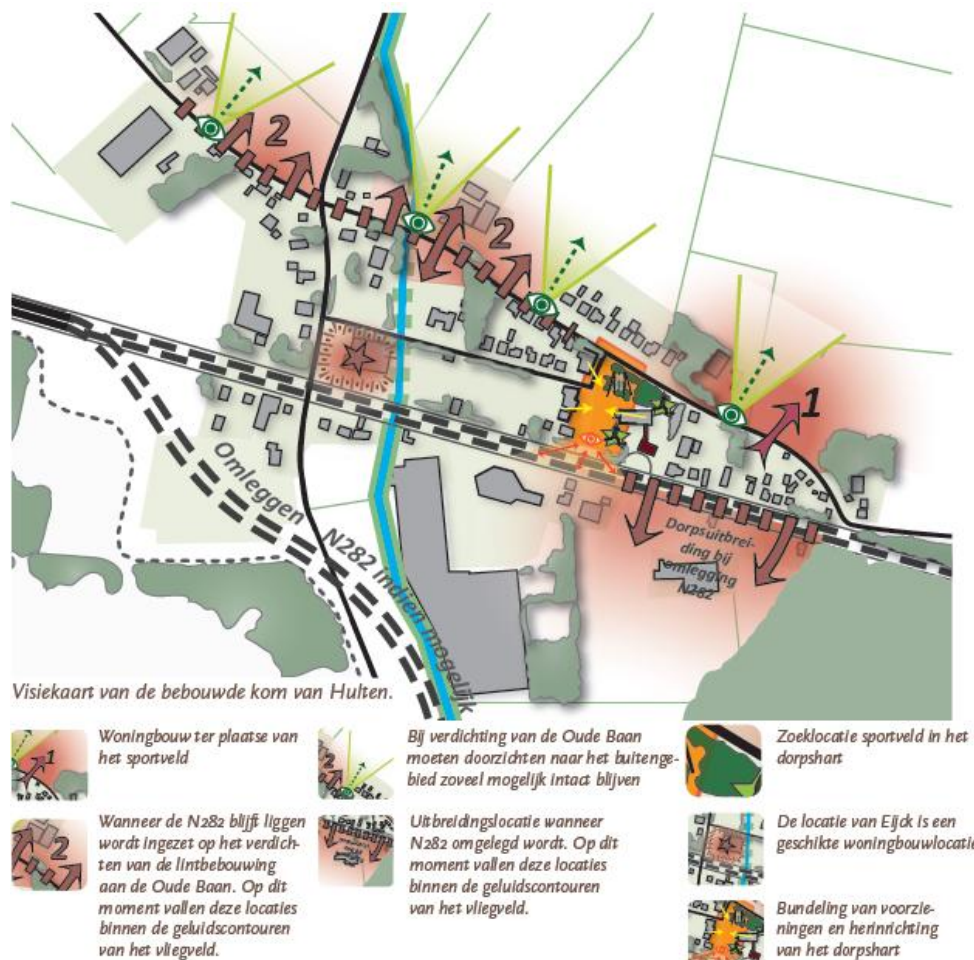 2
2
1
Omleggen N282 indien mogelijk
Dorpsuitbrei-
ding bij
Omlegging
N282
Visiekaart van de bebouwde kom van Hulten.
1
Woningbouw ter plaatse van
het sportveld
2
Wanneer de N282 blijft liggen
wordt ingezet op het verdich-
ten van de lintbebouwing
aan de Oude Baan. Op dit
moment vallen deze locaties
binnen de geluidscontouren
van het vliegveld.
2
Bij verdichting van de Oude Baan
moeten doorzichten naar het buitenge-
bied zoveel mogelijk intact blijven
Uitbreidingslocatie wanneer
N282 omgelegd wordt. Op dit
moment vallen deze locaties
binnen de geluidscontouren
van het vliegveld.
Zoeklocatie sportveld in het
dorpshart
De locatie van Eijck is een
geschikte woningbouwlocatie
Bundeling van voorzie-
ningen en herinrichting
van het dorpshart